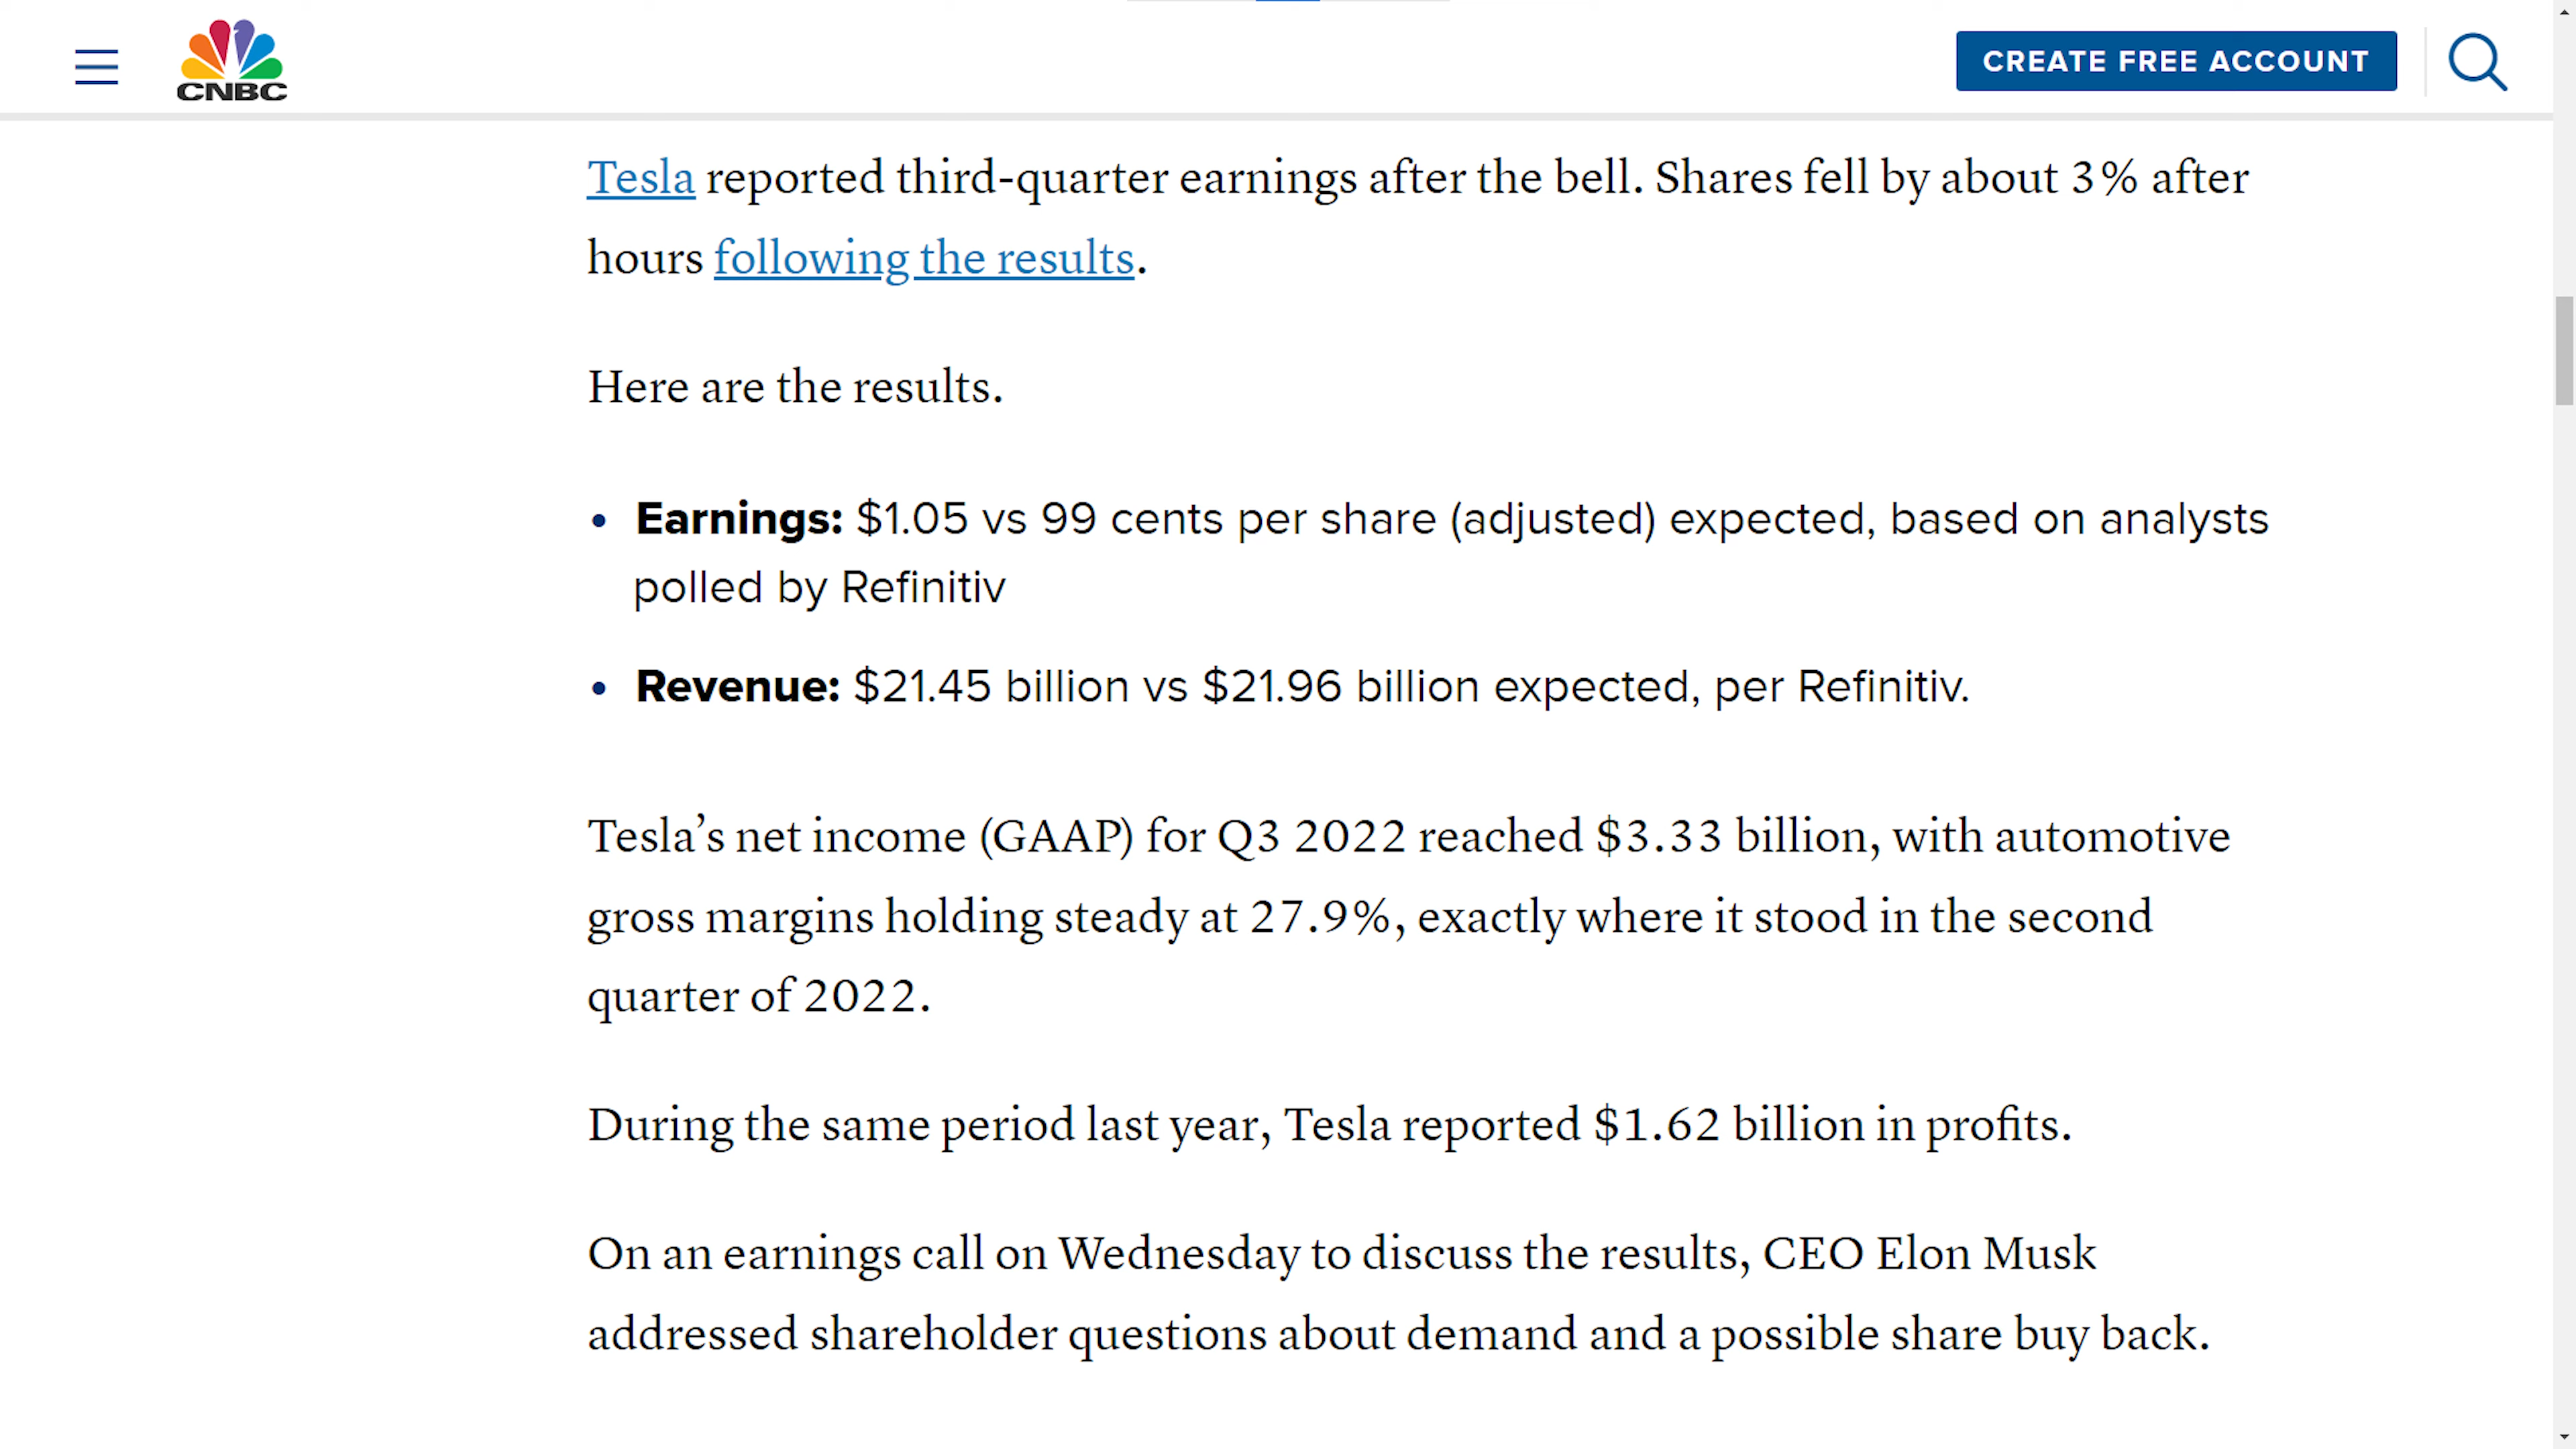 CNBC
CREATE FREE ACCOUNT
Tesla reported third-quarter earnings after the bell. Shares fell by about 3% after
hours following the results.
Here are the results.
• Earnings: $1.05 vs 99 cents per share (adjusted) expected, based on analysts
polled by Refinitiv
• Revenue: $21.45 billion vs $21.96 billion expected, per Refinitiv.
Tesla’s net income (GAAP) for Q3 2022 reached $3.33 billion, with automotive
gross margins holding steady at 27.9%, exactly where it stood in the second
quarter of 2022.
During the same period last year, Tesla reported $1.62 billion in profits.
On an earnings call on Wednesday to discuss the results, CEO Elon Musk
addressed shareholder questions about demand and a possible share buy back.